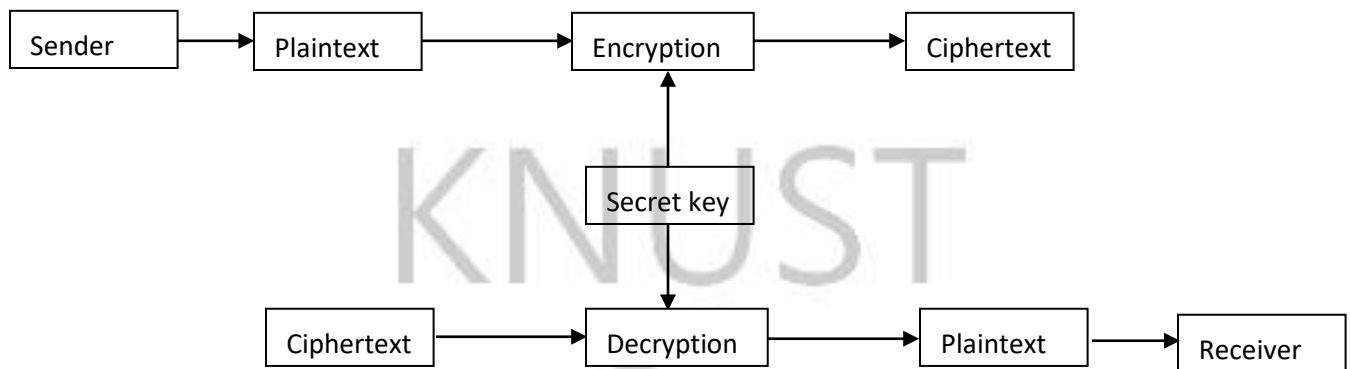 Sender
Plaintext
Encryption
Ciphertext
KNUST
Secret key
Ciphertext
Decryption
Plaintext
Receiver